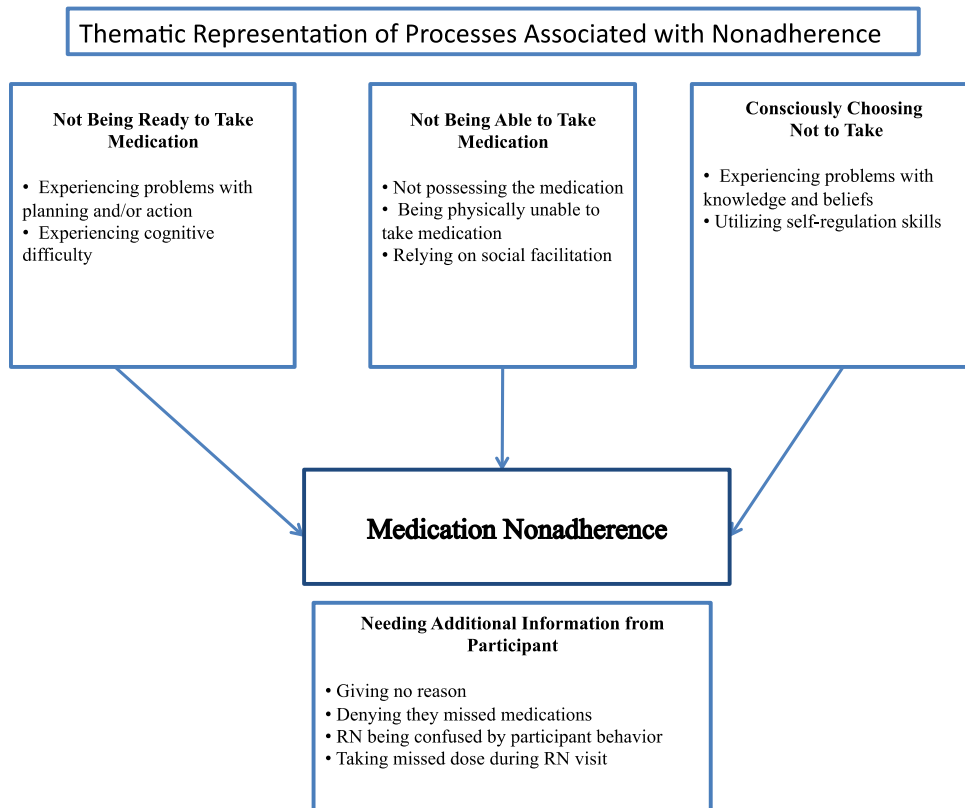 Thematic Representation of Processes Associated with Nonadherence
Not Being Ready to Take
Medication
• Experiencing problems with
planning and/or action
• Experiencing cognitive
difficulty
Not Being Able to Take
Medication
• Not possessing the medication
• Being physically unable to
take medication
• Relying on social facilitation
Consciously Choosing
Not to Take
• Experiencing problems with
knowledge and beliefs
• Utilizing self-regulation skills
Medication Nonadherence
Needing Additional Information from
Participant
• Giving no reason
• Denying they missed medications
• RN being confused by participant behavior
• Taking missed dose during RN visit